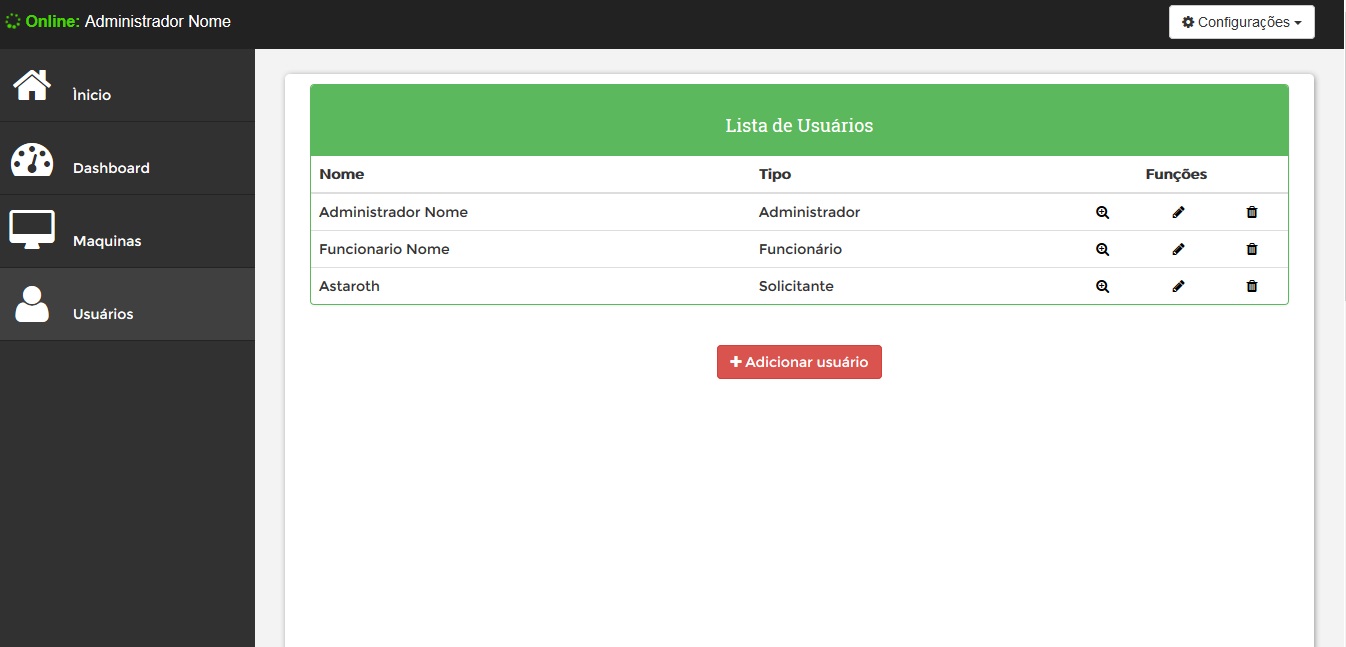 Online: Administrador Nome
Configurações
Ìnicio
Dashboard
Maquinas
Usuários
Lista de Usuários
Nome Tipo Funções
Administrador Nome Administrador
Funcionario Nome Funcionário
Astaroth Solicitante
Adicionar usuário